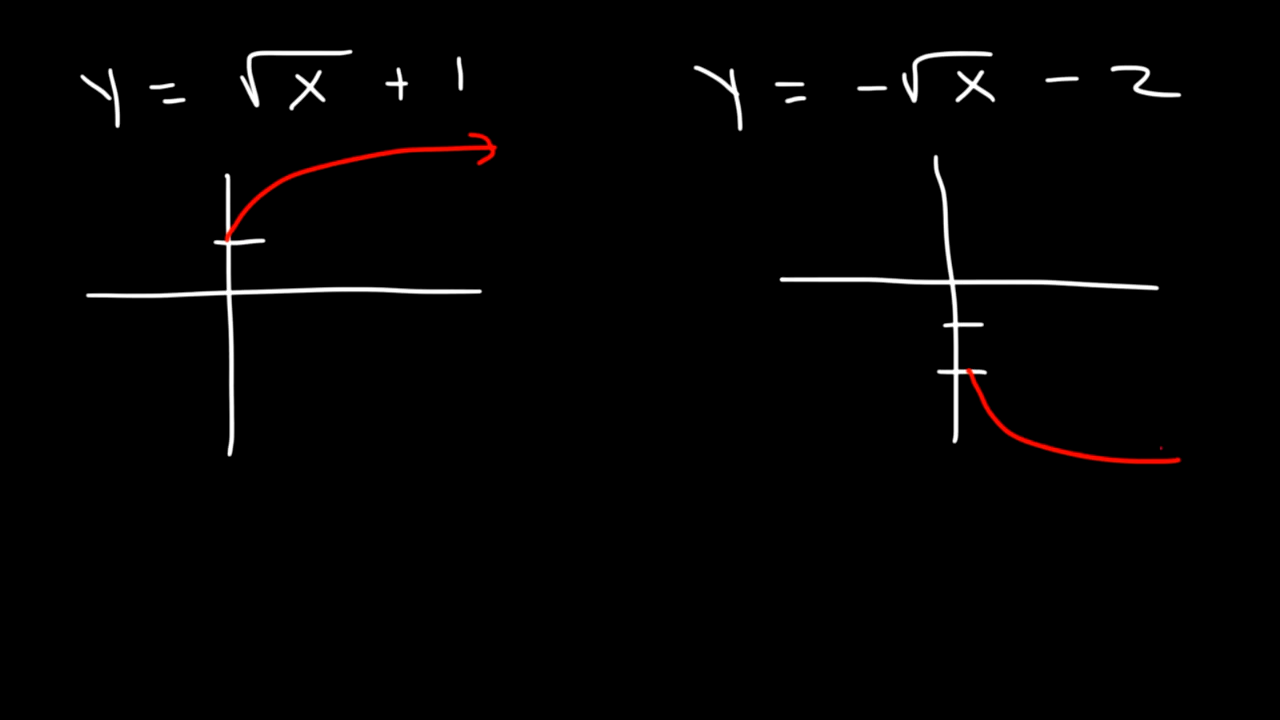 y = √x + 1
y = -√x - 2